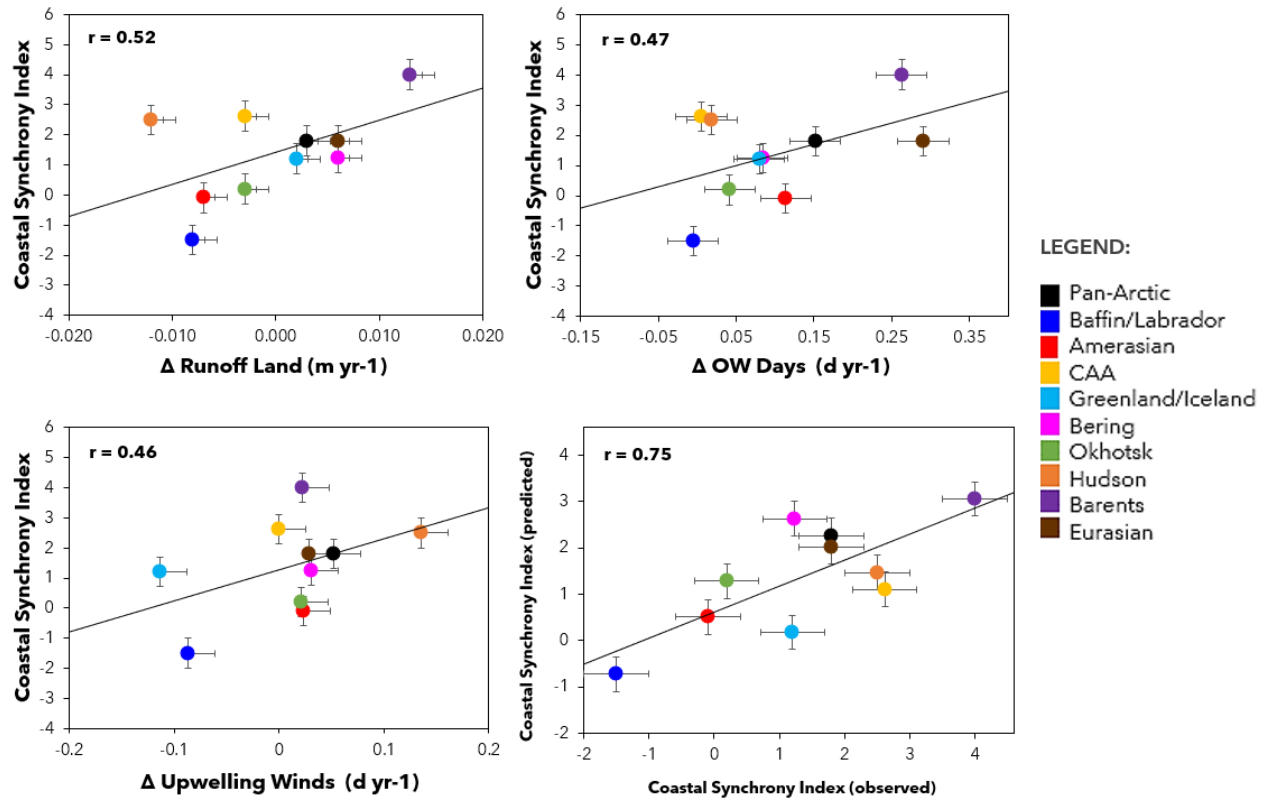 r = 0.52
Coastal Synchrony Index
6
5
4
3
2
1
0
-1
-2
-3
-4
-0.020
-0.010
0.000
0.010
0.020
Δ Runoff Land (m yr-1)
r = 0.47
Coastal Synchrony Index
6
5
4
3
2
1
0
-1
-2
-3
-4
-0.15
-0.05
0.05
0.15
0.25
0.35
Δ OW Days (d yr-1)
r = 0.46
Coastal Synchrony Index
6
5
4
3
2
1
0
-1
-2
-3
-4
-0.2
-0.1
0
0.1
0.2
Δ Upwelling Winds (d yr-1)
r = 0.75
Coastal Synchrony Index (predicted)
4
3
2
1
0
-1
-2
-2
-1
0
1
2
3
4
Coastal Synchrony Index (observed)
LEGEND:
Pan-Arctic
Baffin/Labrador
Amerasian
CAA
Greenland/Iceland
Bering
Okhotsk
Hudson
Barents
Eurasian